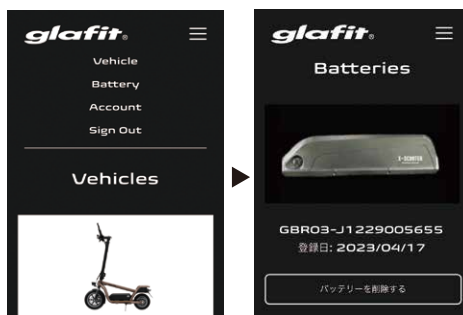 glafit
Vehicle
Battery
Account
Sign Out
Vehicles
glafit
Batteries
X-SCOOTER
GBR03-J1229005655
登録日: 2023/04/17
バッテリーを削除する